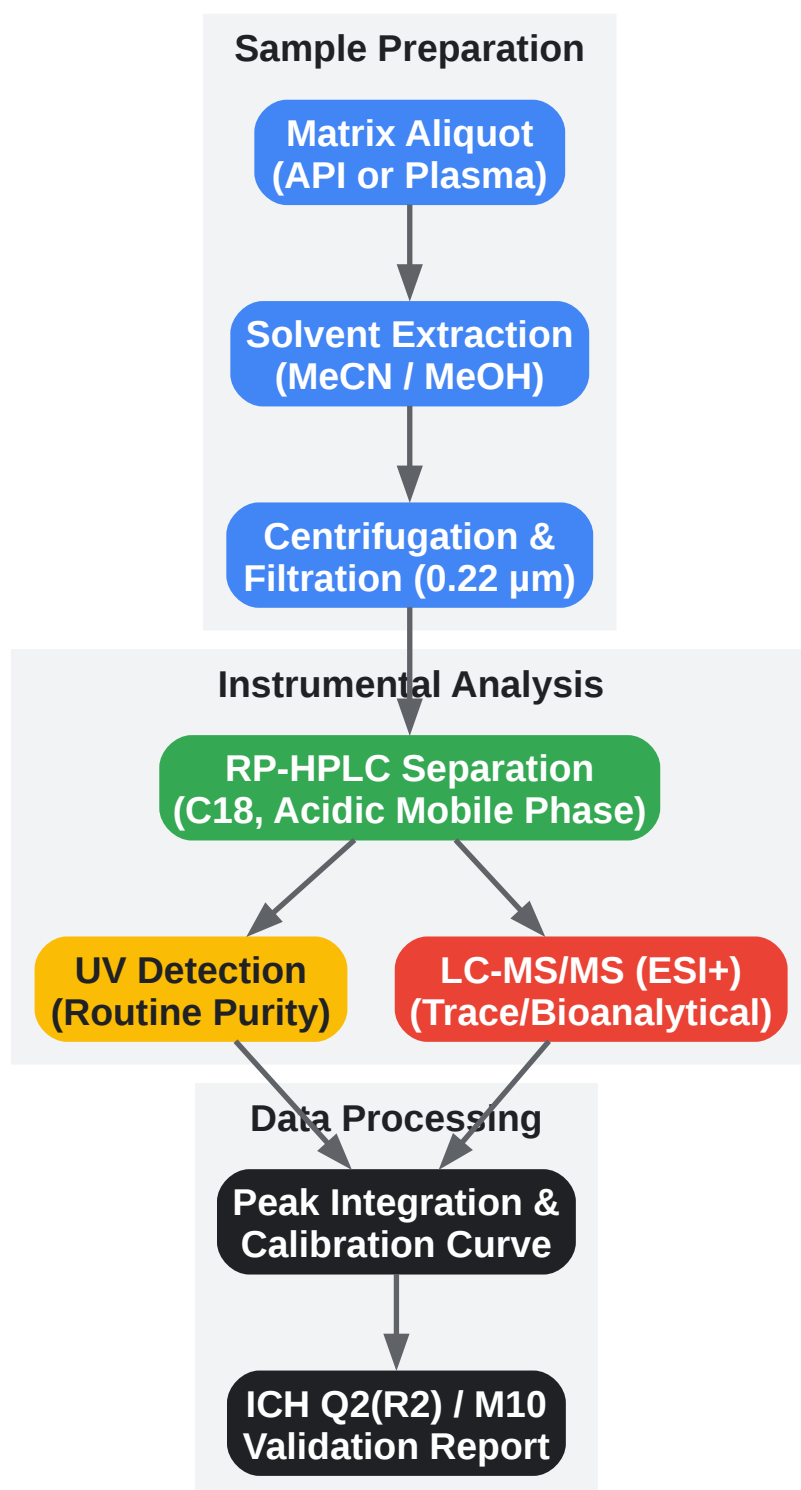 Sample Preparation
Matrix Aliquot
(API or Plasma)
Solvent Extraction
(MeCN / MeOH)
Centrifugation &
Filtration (0.22 µm)
Instrumental Analysis
RP-HPLC Separation
(C18, Acidic Mobile Phase)
UV Detection
(Routine Purity)
LC-MS/MS (ESI+)
(Trace/Bioanalytical)
Data Processing
Peak Integration &
Calibration Curve
ICH Q2(R2) / M10
Validation Report